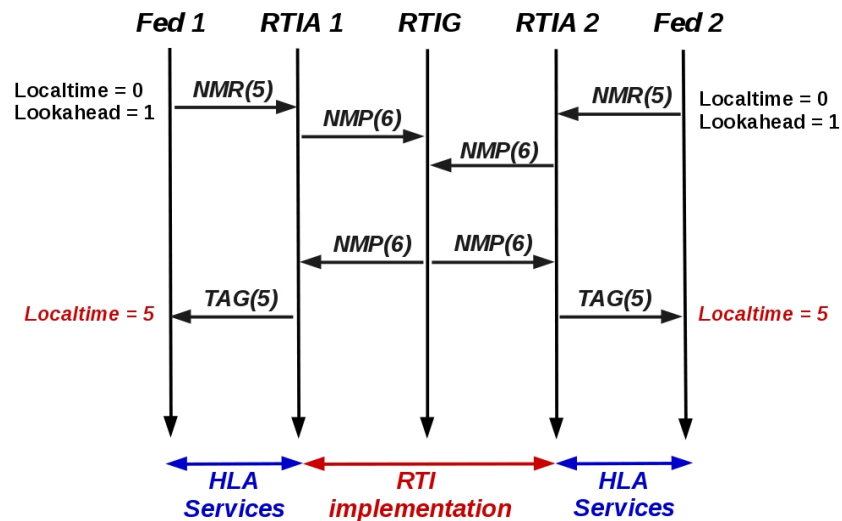 Fed 1 RTIA 1 RTIG RTIA 2 Fed 2
Localtime = 0
Lookahead = 1
NMR(5)
NMR(5)
Localtime = 0
Lookahead = 1
NMP(6)
NMP(6)
NMP(6) NMP(6)
Localtime = 5
TAG(5)
TAG(5)
Localtime = 5
HLA
Services
RTI
implementation
HLA
Services